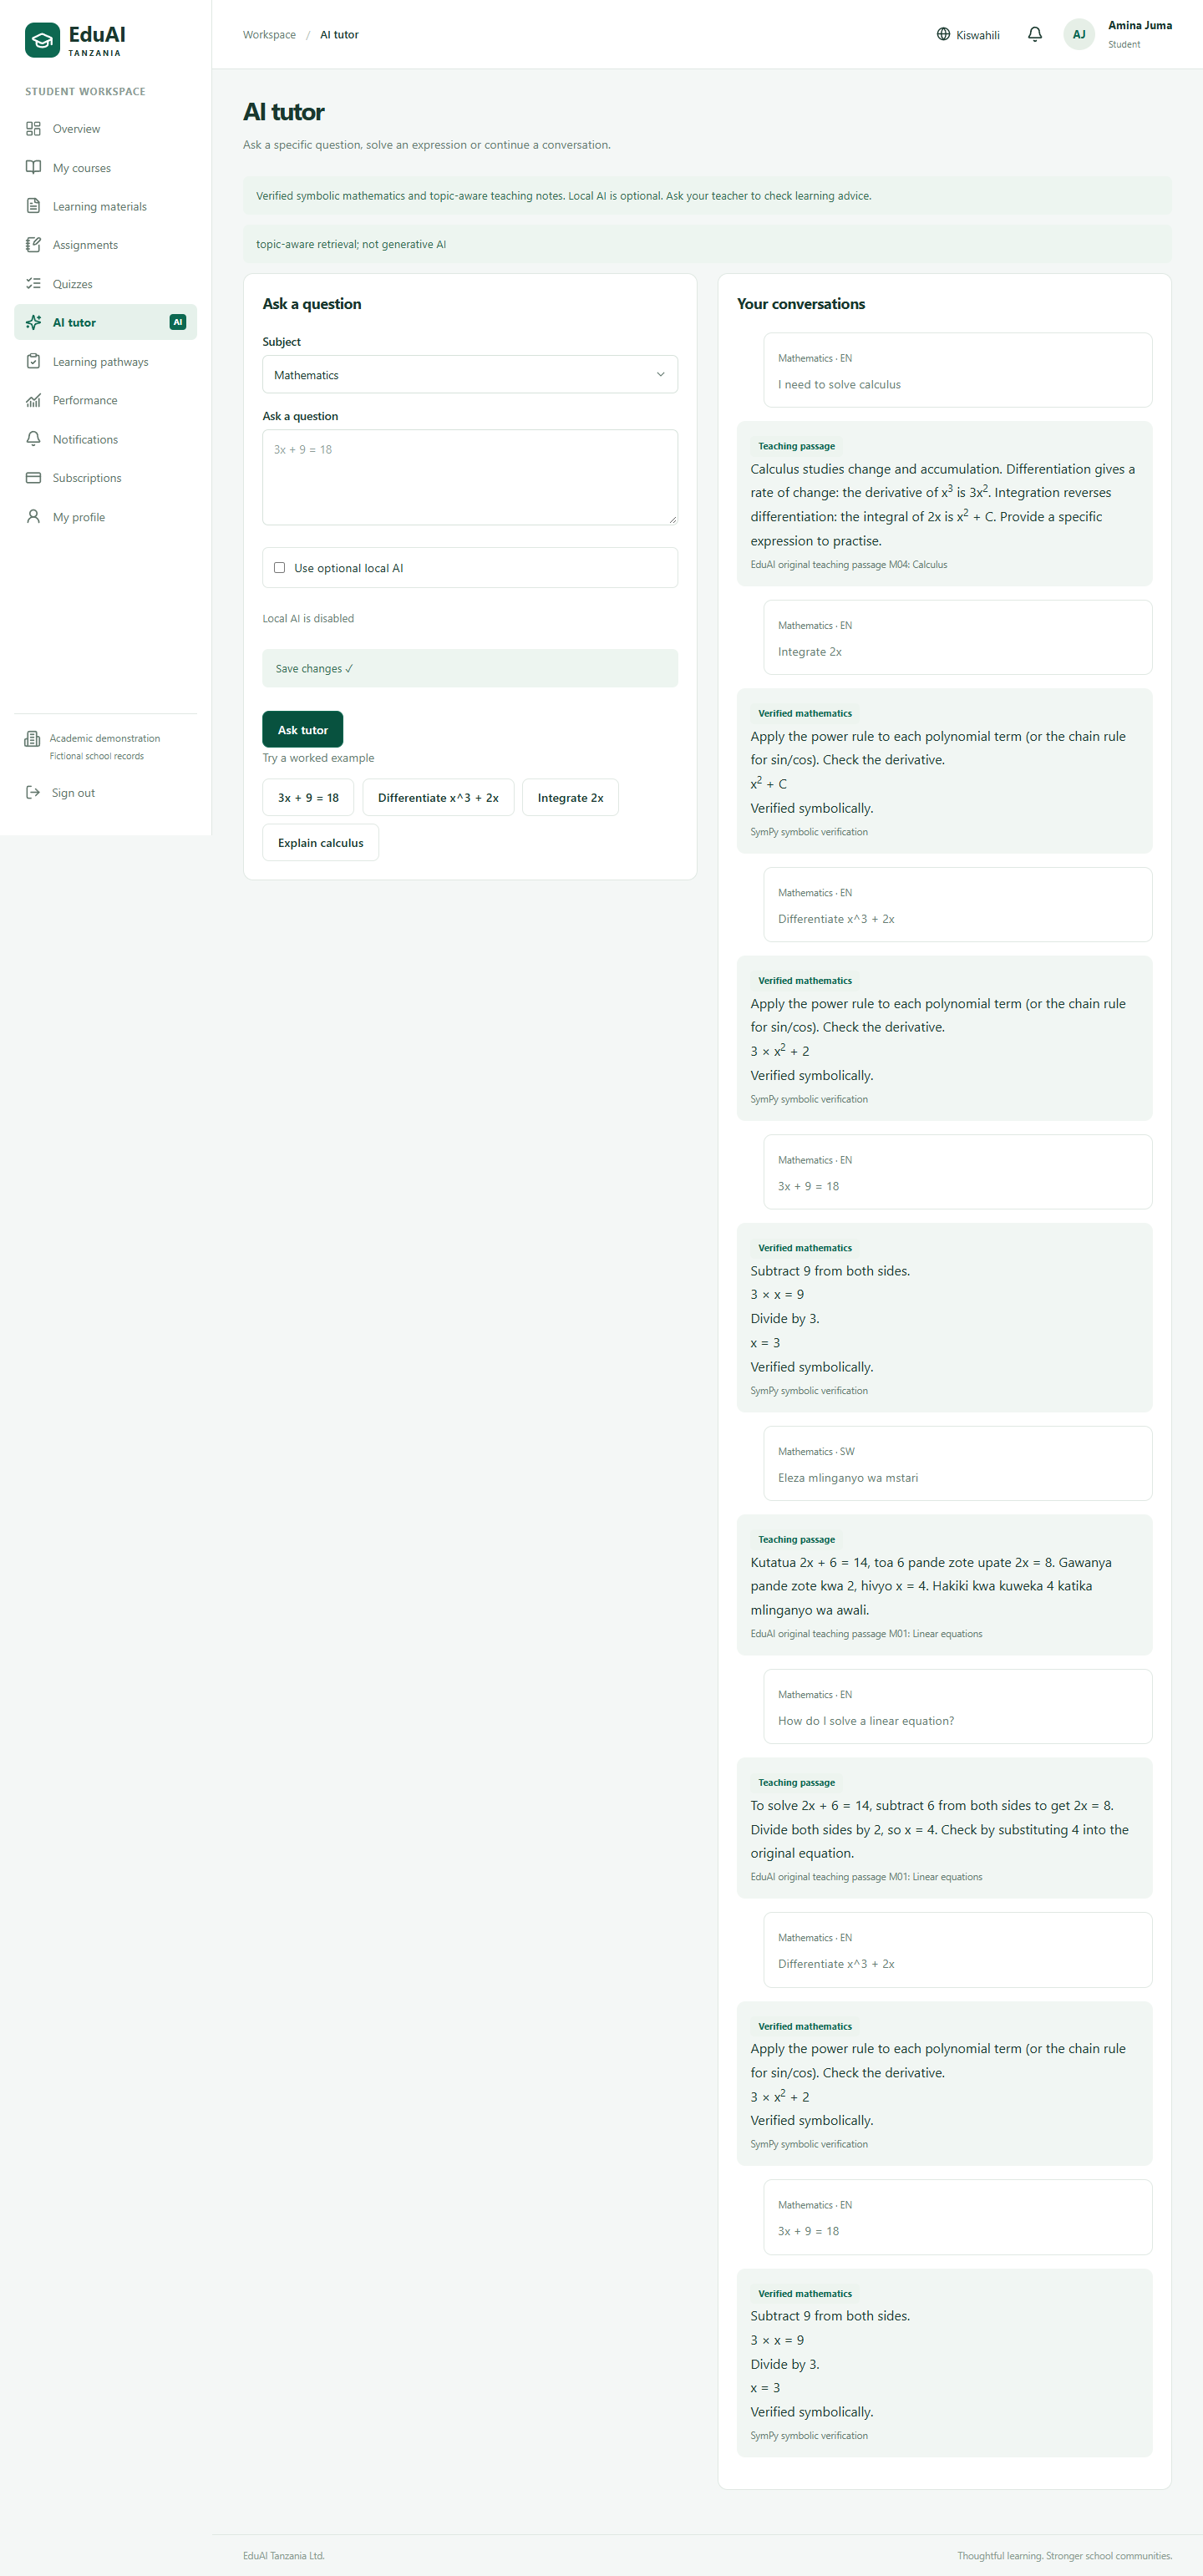 EduAI
TANZANIA
STUDENT WORKSPACE
Overview
My courses
Learning materials
Assignments
Quizzes
AI tutor
AI
Learning pathways
Performance
Notifications
Subscriptions
My profile
Academic demonstration
Fictional school records
Sign out
Workspace / AI tutor
Kiswahili
AJ
Amina Juma
Student
AI tutor
Ask a specific question, solve an expression or continue a conversation.
Verified symbolic mathematics and topic-aware teaching notes. Local AI is optional. Ask your teacher to check learning advice.
topic-aware retrieval; not generative AI
Ask a question
Subject
Mathematics
Ask a question
3x + 9 = 18
Use optional local AI
Local AI is disabled
Save changes ✓
Ask tutor
Try a worked example
3x + 9 = 18
Differentiate x^3 + 2x
Integrate 2x
Explain calculus
Your conversations
Mathematics · EN
I need to solve calculus
Teaching passage
Calculus studies change and accumulation. Differentiation gives a
rate of change: the derivative of x³ is 3x². Integration reverses
differentiation: the integral of 2x is x² + C. Provide a specific
expression to practise.
EduAI original teaching passage M04: Calculus
Mathematics · EN
Integrate 2x
Verified mathematics
Apply the power rule to each polynomial term (or the chain rule
for sin/cos). Check the derivative.
x² + C
Verified symbolically.
SymPy symbolic verification
Mathematics · EN
Differentiate x^3 + 2x
Verified mathematics
Apply the power rule to each polynomial term (or the chain rule
for sin/cos). Check the derivative.
3 × x² + 2
Verified symbolically.
SymPy symbolic verification
Mathematics · EN
3x + 9 = 18
Verified mathematics
Subtract 9 from both sides.
3 × x = 9
Divide by 3.
x = 3
Verified symbolically.
SymPy symbolic verification
Mathematics · SW
Eleza mlinganyo wa mstari
Teaching passage
Kutatua 2x + 6 = 14, toa 6 pande zote upate 2x = 8. Gawanya
pande zote kwa 2, hivyo x = 4. Hakiki kwa kuweka 4 katika
mlinganyo wa awali.
EduAI original teaching passage M01: Linear equations
Mathematics · EN
How do I solve a linear equation?
Teaching passage
To solve 2x + 6 = 14, subtract 6 from both sides to get 2x = 8.
Divide both sides by 2, so x = 4. Check by substituting 4 into the
original equation.
EduAI original teaching passage M01: Linear equations
Mathematics · EN
Differentiate x^3 + 2x
Verified mathematics
Apply the power rule to each polynomial term (or the chain rule
for sin/cos). Check the derivative.
3 × x² + 2
Verified symbolically.
SymPy symbolic verification
Mathematics · EN
3x + 9 = 18
Verified mathematics
Subtract 9 from both sides.
3 × x = 9
Divide by 3.
x = 3
Verified symbolically.
SymPy symbolic verification
EduAI Tanzania Ltd.
Thoughtful learning. Stronger school communities.